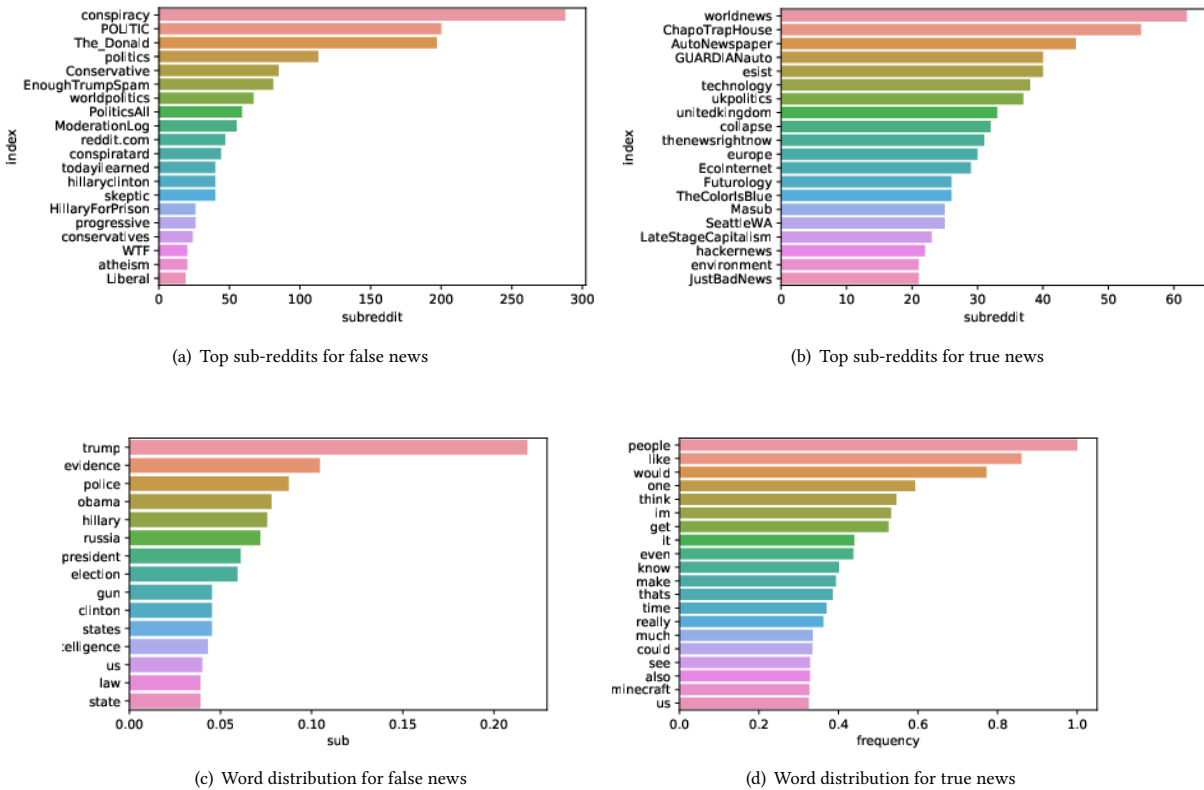 conspiracy
POLITIC
The_Donald
politics
Conservative
EnoughTrumpSpam
worldpolitics
PoliticsAll
ModerationLog
reddit.com
conspiratard
todayilearned
hillaryclinton
skeptic
HillaryForPrison
progressive
conservatives
WTF
atheism
Liberal
index
0 50 100 150 200 250 300
subreddit
(a) Top sub-reddits for false news
worldnews
ChapoTrapHouse
AutoNewspaper
GUARDIANauto
esist
technology
ukpolitics
unitedkingdom
collapse
thenewsrightnow
europe
EcoInternet
Futurology
TheColorIsBlue
Masub
SeattleWA
LateStageCapitalism
hackernews
environment
JustBadNews
index
0 10 20 30 40 50 60
subreddit
(b) Top sub-reddits for true news
trump
evidence
police
obama
hillary
russia
president
election
gun
clinton
states
telligence
us
law
state
0.00 0.05 0.10 0.15 0.20
sub
(c) Word distribution for false news
people
like
would
one
think
im
get
it
even
know
make
thats
time
really
much
could
see
also
minecraft
us
0.0 0.2 0.4 0.6 0.8 1.0
frequency
(d) Word distribution for true news